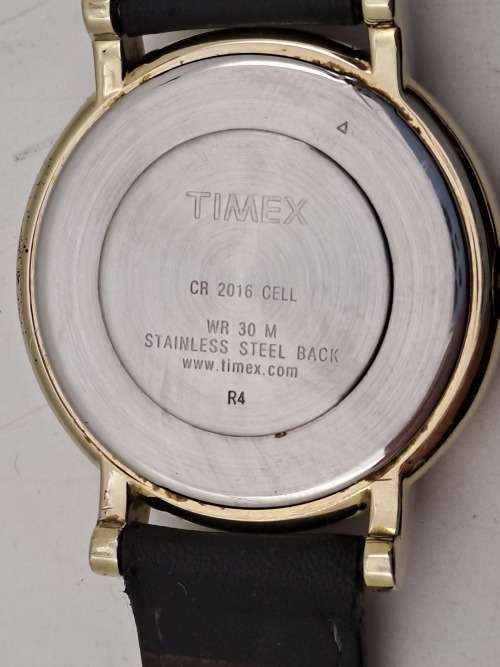 TIMEX
CR 2016 CELL
WR 30 M
STAINLESS STEEL BACK
www.timex.com
R4